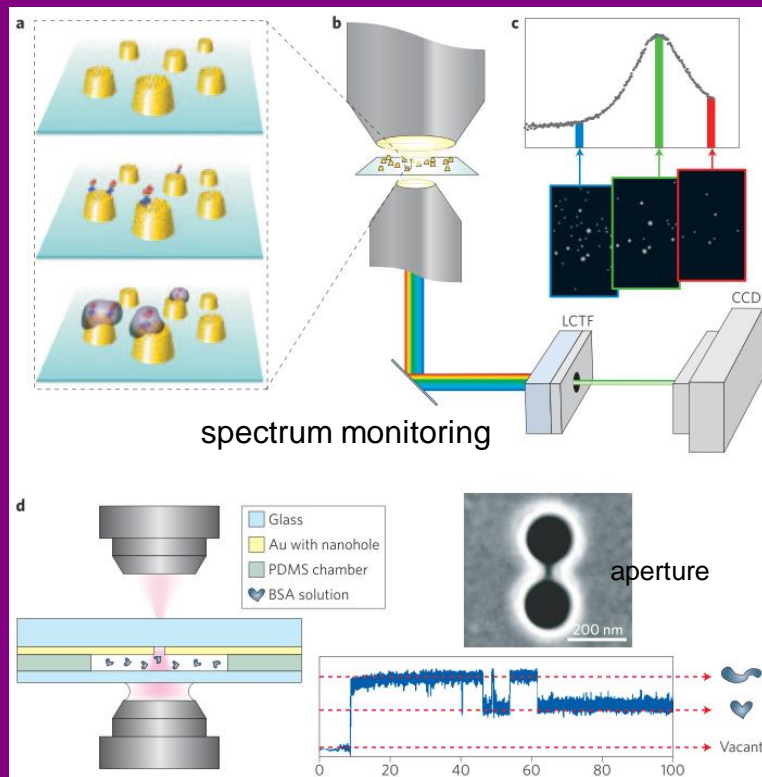 a
b
c
CCD
LCTF
spectrum monitoring
d
Glass
Au with nanohole
PDMS chamber
BSA solution
aperture
200 nm
Vacant
0 20 40 60 80 100